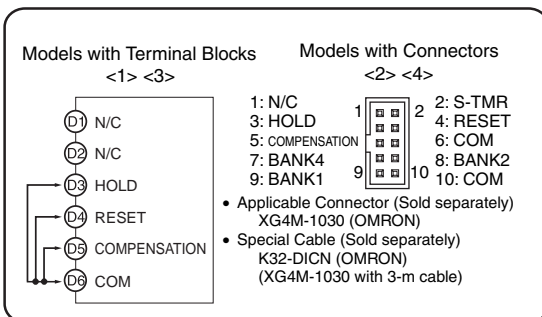 Models with Terminal Blocks
<1> <3>
D1 N/C
D2 N/C
D3 HOLD
D4 RESET
D5 COMPENSATION
D6 COM
Models with Connectors
<2> <4>
1: N/C
3: HOLD
5: COMPENSATION
7: BANK4
9: BANK1
1 2
9 10
2: S-TMR
4: RESET
6: COM
8: BANK2
10: COM
• Applicable Connector (Sold separately)
XG4M-1030 (OMRON)
• Special Cable (Sold separately)
K32-DICN (OMRON)
(XG4M-1030 with 3-m cable)